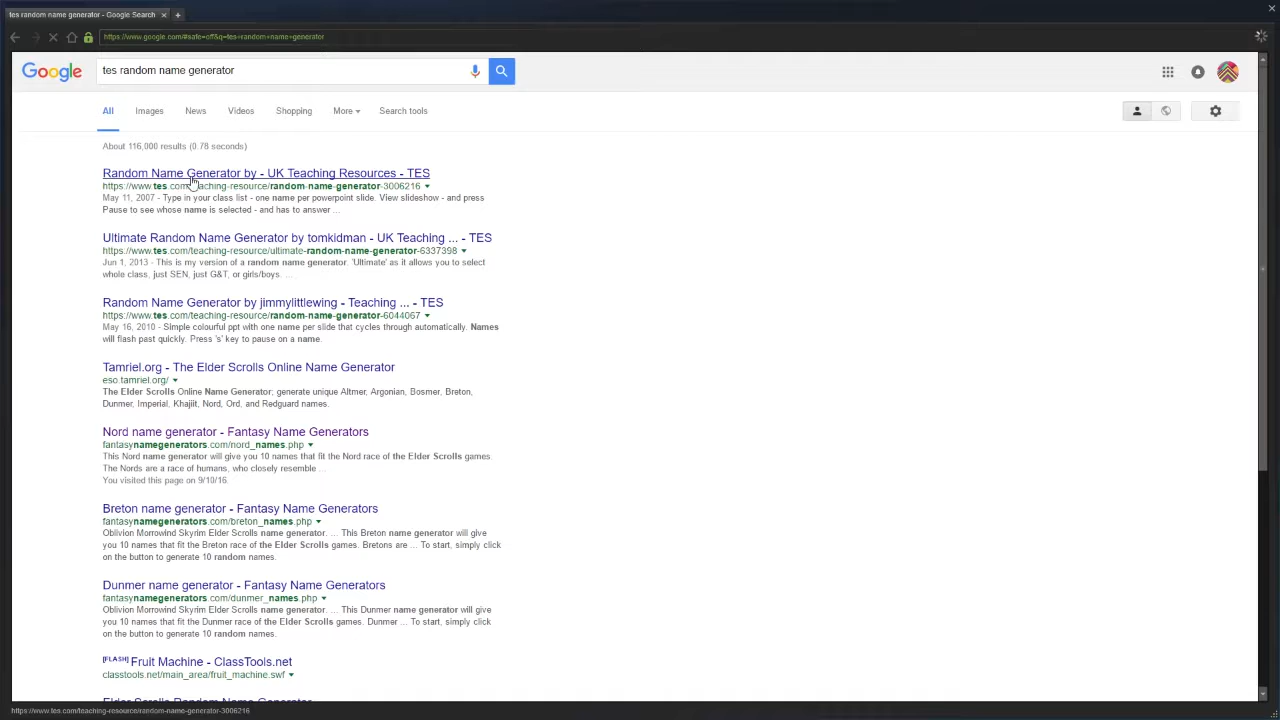 tes random name generator - Google Search
https://www.google.com/#safe=off&q=tes+random+name+generator
Google
tes random name generator
All Images News Videos Shopping More Search tools
About 116,000 results (0.78 seconds)
Random Name Generator by - UK Teaching Resources - TES
https://www.tes.com/teaching-resource/random-name-generator-3006216
May 11, 2007 - Type in your class list - one name per powerpoint slide. View slideshow - and press
Pause to see whose name is selected - and has to answer ...
Ultimate Random Name Generator by tomkidman - UK Teaching ... - TES
https://www.tes.com/teaching-resource/ultimate-random-name-generator-6337398
Jun 1, 2013 - This is my version of a random name generator. 'Ultimate' as it allows you to select
whole class, just SEN, just G&T, or girls/boys. ...
Random Name Generator by jimmylittlewing - Teaching ... - TES
https://www.tes.com/teaching-resource/random-name-generator-6044067
May 16, 2010 - Simple colourful ppt with one name per slide that cycles through automatically. Names
will flash past quickly. Press 's' key to pause on a name.
Tamriel.org - The Elder Scrolls Online Name Generator
eso.tamriel.org/
The Elder Scrolls Online Name Generator; generate unique Altmer, Argonian, Bosmer, Breton,
Dunmer, Imperial, Khajiit, Nord, Ord, and Redguard names.
Nord name generator - Fantasy Name Generators
fantasynamegenerators.com/nord_names.php
This Nord name generator will give you 10 names that fit the Nord race of the Elder Scrolls games.
The Nords are a race of humans, who closely resemble ...
You visited this page on 9/10/16.
Breton name generator - Fantasy Name Generators
fantasynamegenerators.com/breton_names.php
Oblivion Morrowind Skyrim Elder Scrolls name generator. ... This Breton name generator will give
you 10 names that fit the Breton race of the Elder Scrolls games. Bretons are ... To start, simply click
on the button to generate 10 random names.
Dunmer name generator - Fantasy Name Generators
fantasynamegenerators.com/dunmer_names.php
Oblivion Morrowind Skyrim Elder Scrolls name generator. ... This Dunmer name generator will give
you 10 names that fit the Dunmer race of the Elder Scrolls games. Dunmer ... To start, simply click
on the button to generate 10 random names.
[FLASH] Fruit Machine - ClassTools.net
classtools.net/main_area/fruit_machine.swf
Elder Scrolls Random Name Generator
https://www.tes.com/teaching-resource/random-name-generator-3006216